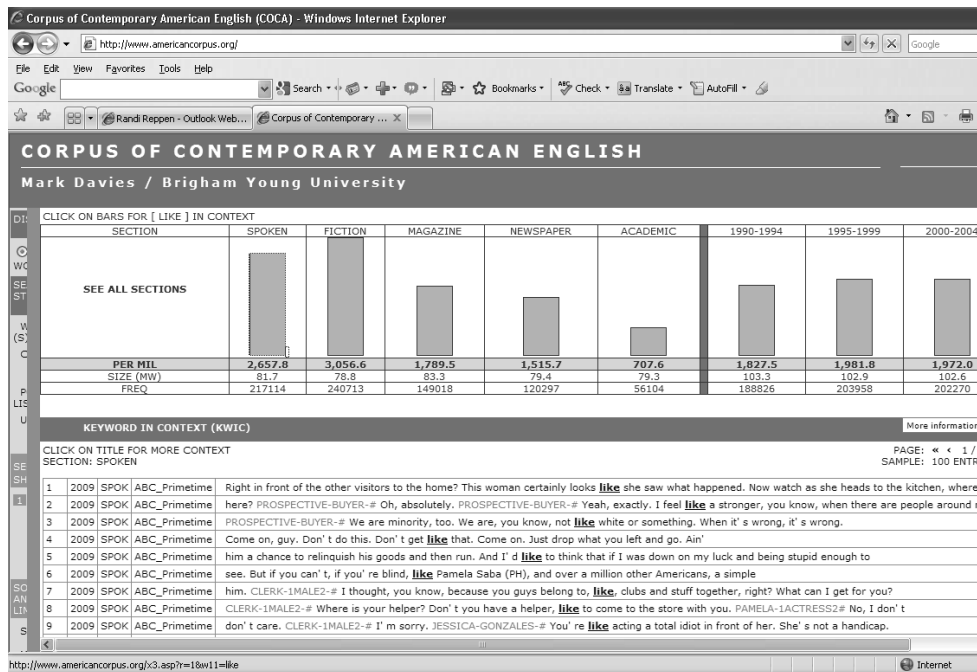 Corpus of Contemporary American English (COCA) - Windows Internet Explorer
http://www.americancorpus.org/ Google
File Edit View Favorites Tools Help
Google Search Bookmarks Check Translate AutoFill
Randi Reppen - Outlook Web... Corpus of Contemporary ... X
CORPUS OF CONTEMPORARY AMERICAN ENGLISH
Mark Davies / Brigham Young University
CLICK ON BARS FOR [ LIKE ] IN CONTEXT
SECTION SPOKEN FICTION MAGAZINE NEWSPAPER ACADEMIC 1990-1994 1995-1999 2000-2004
SEE ALL SECTIONS
PER MIL 2,657.8 3,056.6 1,789.5 1,515.7 707.6 1,827.5 1,981.8 1,972.0
SIZE (MW) 81.7 78.8 83.3 79.4 79.3 103.3 102.9 102.6
FREQ 217114 240713 149018 120297 56104 188826 203958 202270
KEYWORD IN CONTEXT (KWIC) More information
CLICK ON TITLE FOR MORE CONTEXT PAGE: « < 1 /
SECTION: SPOKEN SAMPLE: 100 ENTR
1 2009 SPOK ABC_Primetime Right in front of the other visitors to the home? This woman certainly looks like she saw what happened. Now watch as she heads to the kitchen, where
2 2009 SPOK ABC_Primetime here? PROSPECTIVE-BUYER-# Oh, absolutely. PROSPECTIVE-BUYER-# Yeah, exactly. I feel like a stronger, you know, when there are people around
3 2009 SPOK ABC_Primetime PROSPECTIVE-BUYER-# We are minority, too. We are, you know, not like white or something. When it' s wrong, it' s wrong.
4 2009 SPOK ABC_Primetime Come on, guy. Don' t do this. Don' t get like that. Come on. Just drop what you left and go. Ain'
5 2009 SPOK ABC_Primetime him a chance to relinquish his goods and then run. And I' d like to think that if I was down on my luck and being stupid enough to
6 2009 SPOK ABC_Primetime see. But if you can' t, if you' re blind, like Pamela Saba (PH), and over a million other Americans, a simple
7 2009 SPOK ABC_Primetime him. CLERK-1MALE2-# I thought, you know, because you guys belong to, like, clubs and stuff together, right? What can I get for you?
8 2009 SPOK ABC_Primetime CLERK-1MALE2-# Where is your helper? Don' t you have a helper, like to come to the store with you. PAMELA-1ACTRESS2# No, I don' t
9 2009 SPOK ABC_Primetime don' t care. CLERK-1MALE2-# I' m sorry. JESSICA-GONZALES-# You' re like acting a total idiot in front of her. She' s not a handicap.
http://www.americancorpus.org/x3.asp?r=1&w11=like Internet